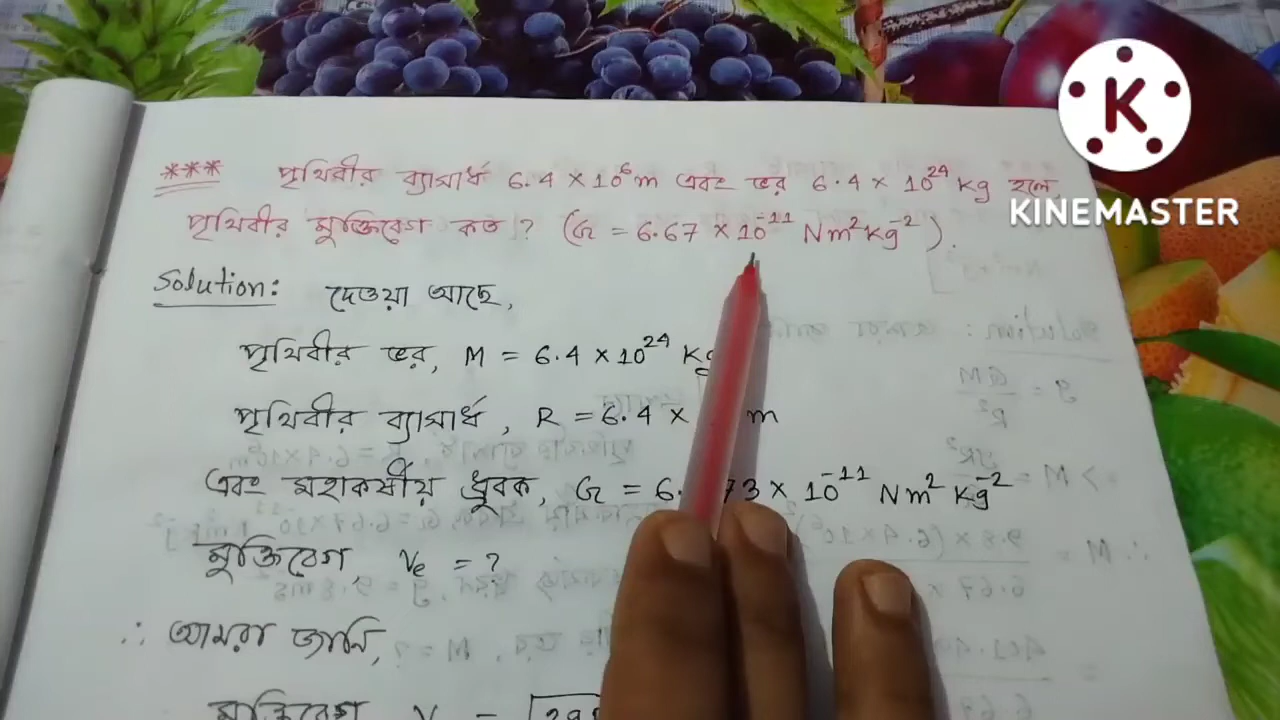 *** পৃথিবীর ব্যাসার্ধ 6.4 × 10⁶ m এবং ভর 6.4 × 10²⁴ kg হলে,
পৃথিবীর মুক্তিবেগ কত? (G = 6.67 × 10⁻¹¹ Nm²kg⁻²).
Solution: দেওয়া আছে,
পৃথিবীর ভর, M = 6.4 × 10²⁴ Kg
পৃথিবীর ব্যাসার্ধ, R = 6.4 × m
এবং মহাকর্ষীয় ধ্রুবক, G = 6. 73 × 10⁻¹¹ Nm² Kg⁻²
মুক্তিবেগ, Vₑ = ?
∴ আমরা জানি,
মুক্তিবেগ V =
K
KINEMASTER